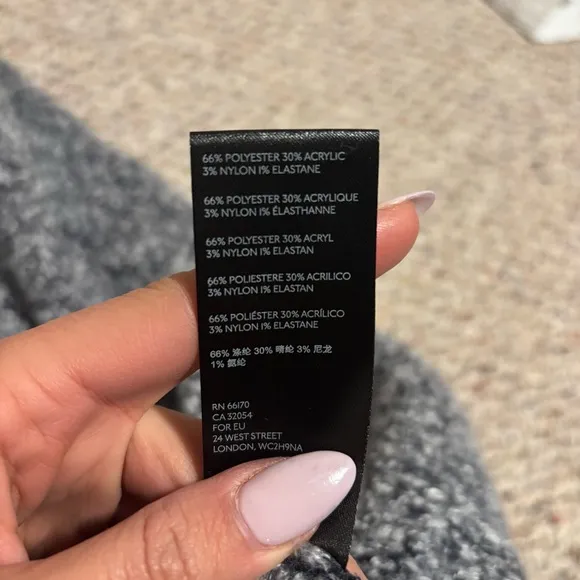 66% POLYESTER 30% ACRYLIC
3% NYLON 1% ELASTANE
66% POLYESTER 30% ACRYLIQUE
3% NYLON 1% ÉLASTHANNE
66% POLYESTER 30% ACRYL
3% NYLON 1% ELASTAN
66% POLIESTERE 30% ACRILICO
3% NYLON 1% ELASTAN
66% POLIÉSTER 30% ACRÍLICO
3% NYLON 1% ELASTANE
66% 涤纶 30% 晴纶 3% 尼龙
1% 氨纶
RN 66170
CA 32054
FOR EU
24 WEST STREET
LONDON, WC2H9NA